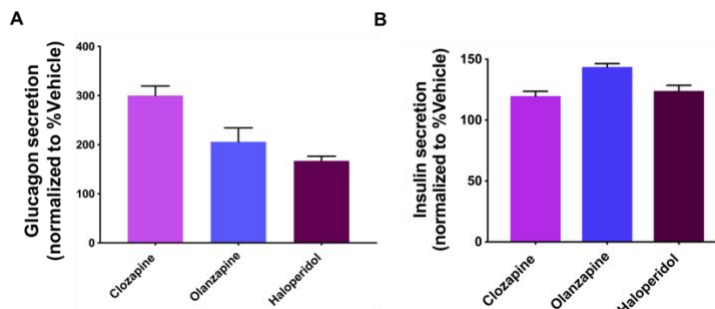 A
Glucagon secretion
(normalized to %Vehicle)
400
300
200
100
0
Clozapine
Olanzapine
Haloperidol
B
Insulin secretion
(normalized to %Vehicle)
150
100
50
0
Clozapine
Olanzapine
Haloperidol